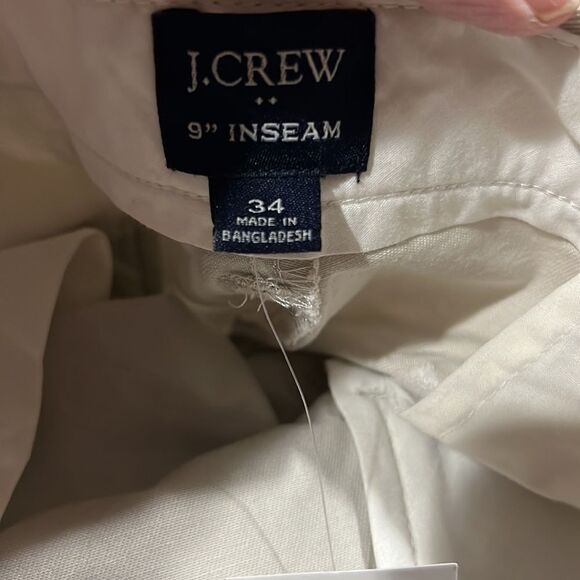 J.CREW
9" INSEAM
34
MADE IN
BANGLADESH